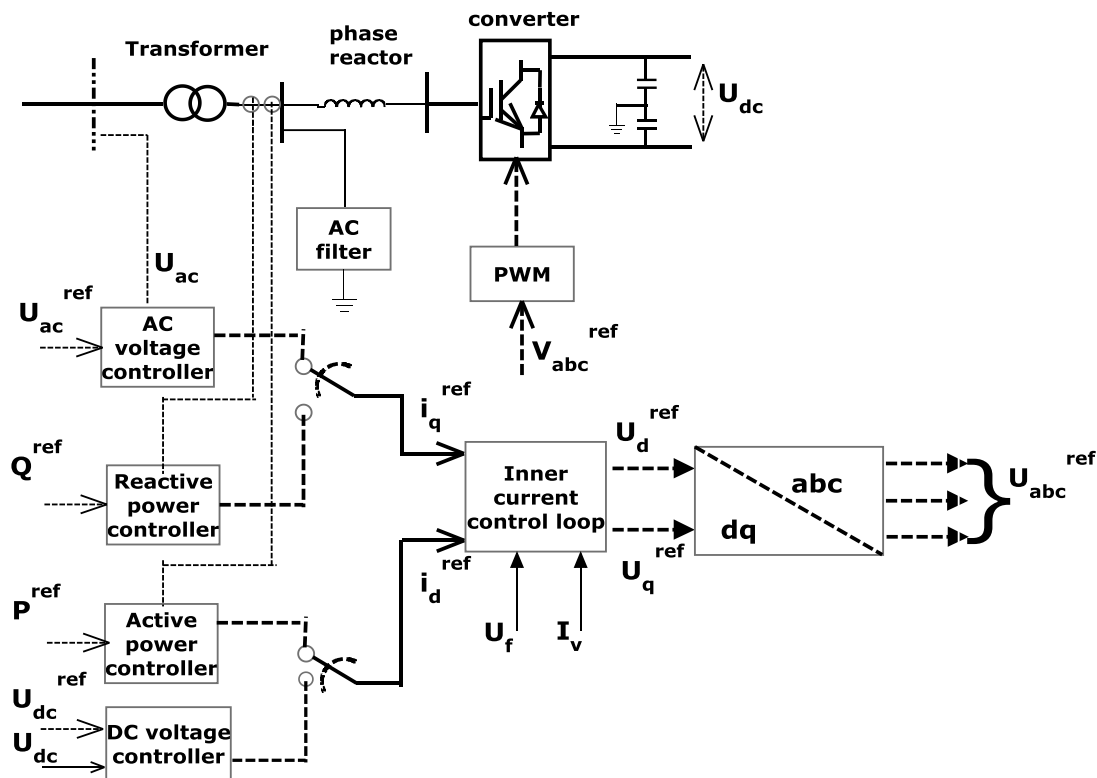 converter
Transformer
phase
reactor
U dc
AC
filter
PWM
U ac
U ac ref
AC
voltage
controller
V abc ref
i q ref
U d ref
U abc ref
Q ref
Reactive
power
controller
Inner
current
control loop
abc
dq
i d ref
U q ref
P ref
Active
power
controller
U f
I v
U dc ref
U dc
DC voltage
controller